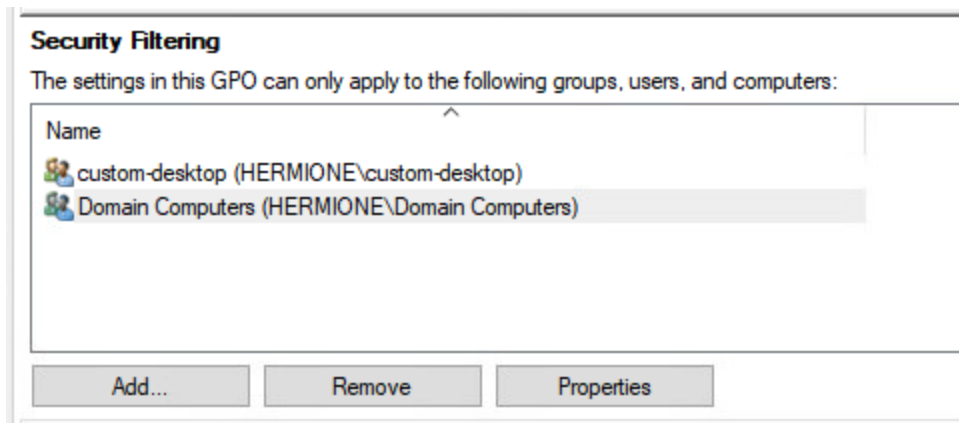 Security Filtering
The settings in this GPO can only apply to the following groups, users, and computers:
Name
custom-desktop (HERMIONE\custom-desktop)
Domain Computers (HERMIONE\Domain Computers)
Add... Remove Properties